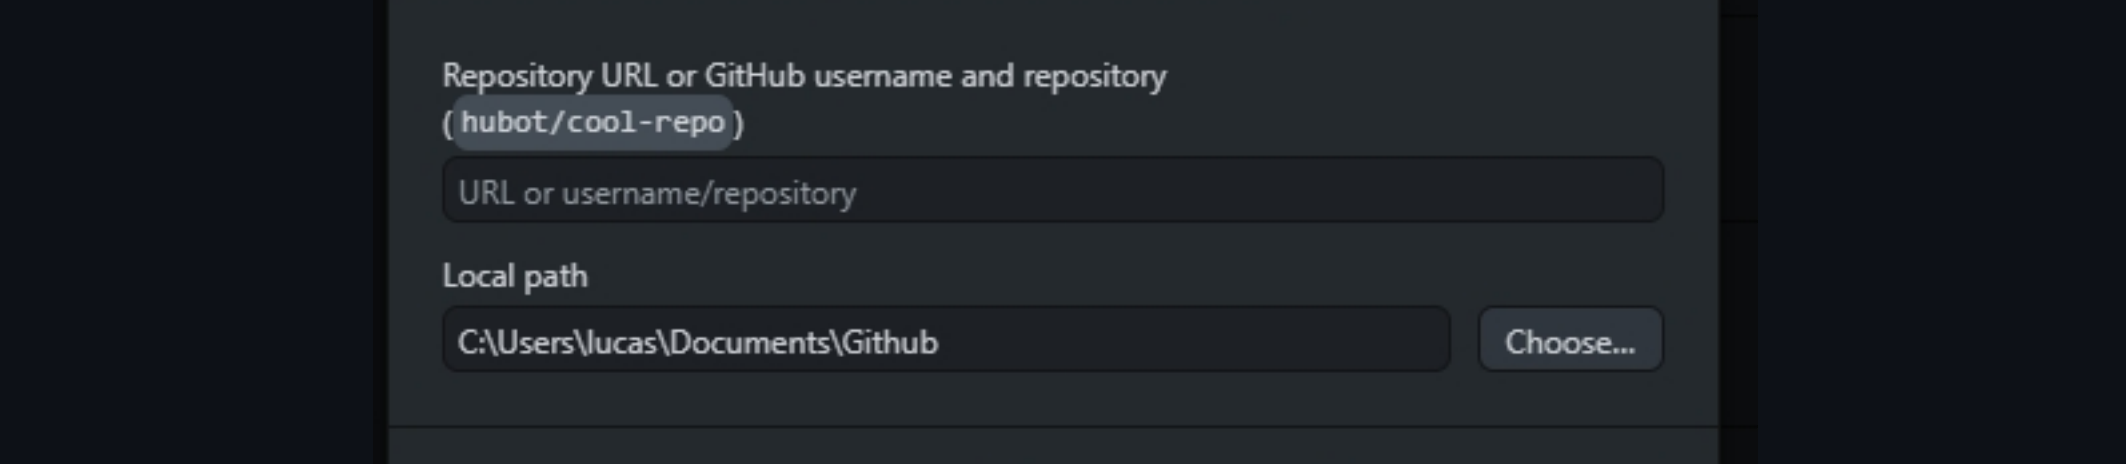 Repository URL or GitHub username and repository
(hubot/cool-repo)
URL or username/repository
Local path
C:\Users\lucas\Documents\Github
Choose...